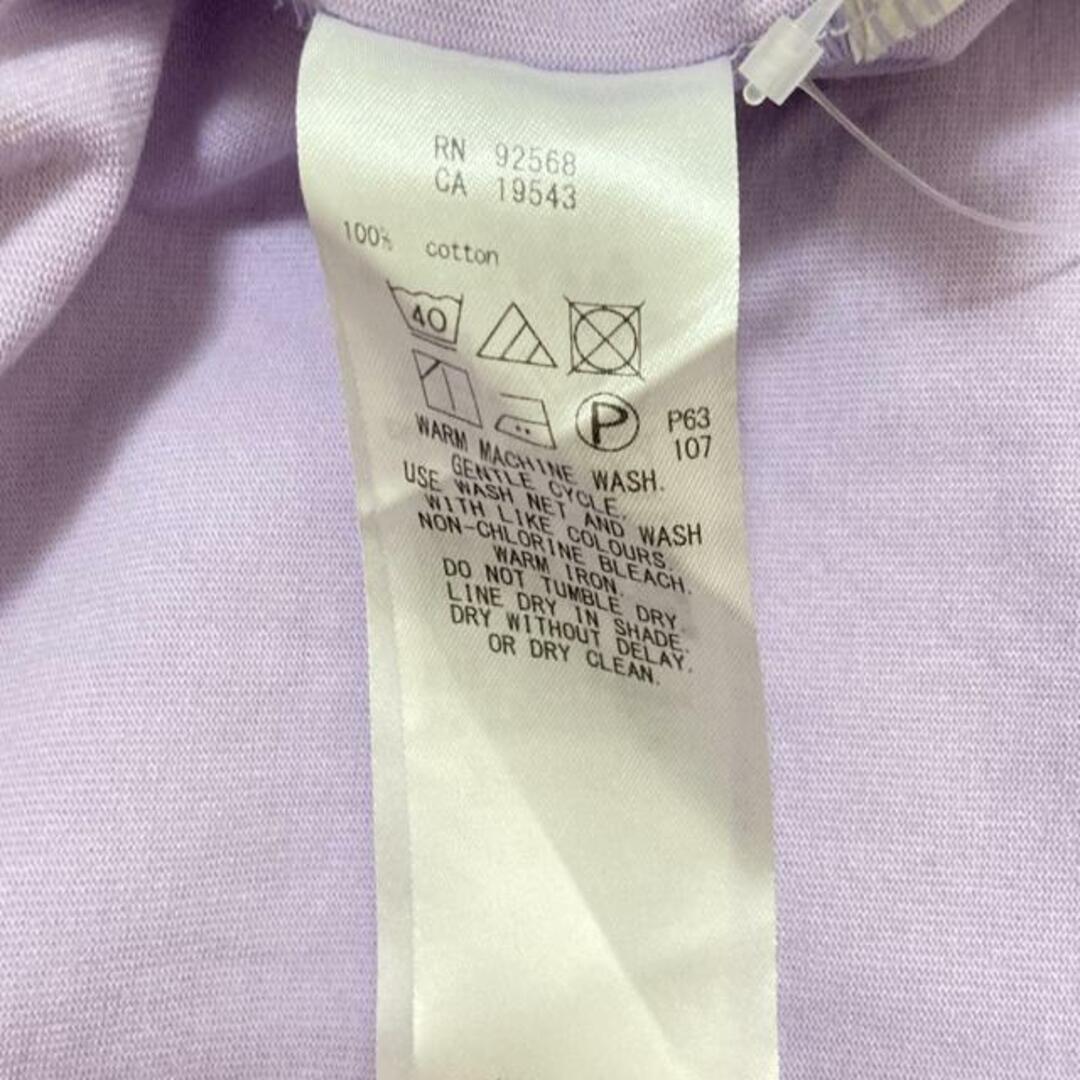 RN 92568
CA 19543
100% cotton
40
P P63
107
WARM MACHINE WASH.
GENTLE CYCLE.
USE WASH NET AND WASH
WITH LIKE COLOURS.
NON-CHLORINE BLEACH.
WARM IRON.
DO NOT TUMBLE DRY.
LINE DRY IN SHADE.
DRY WITHOUT DELAY.
OR DRY CLEAN.